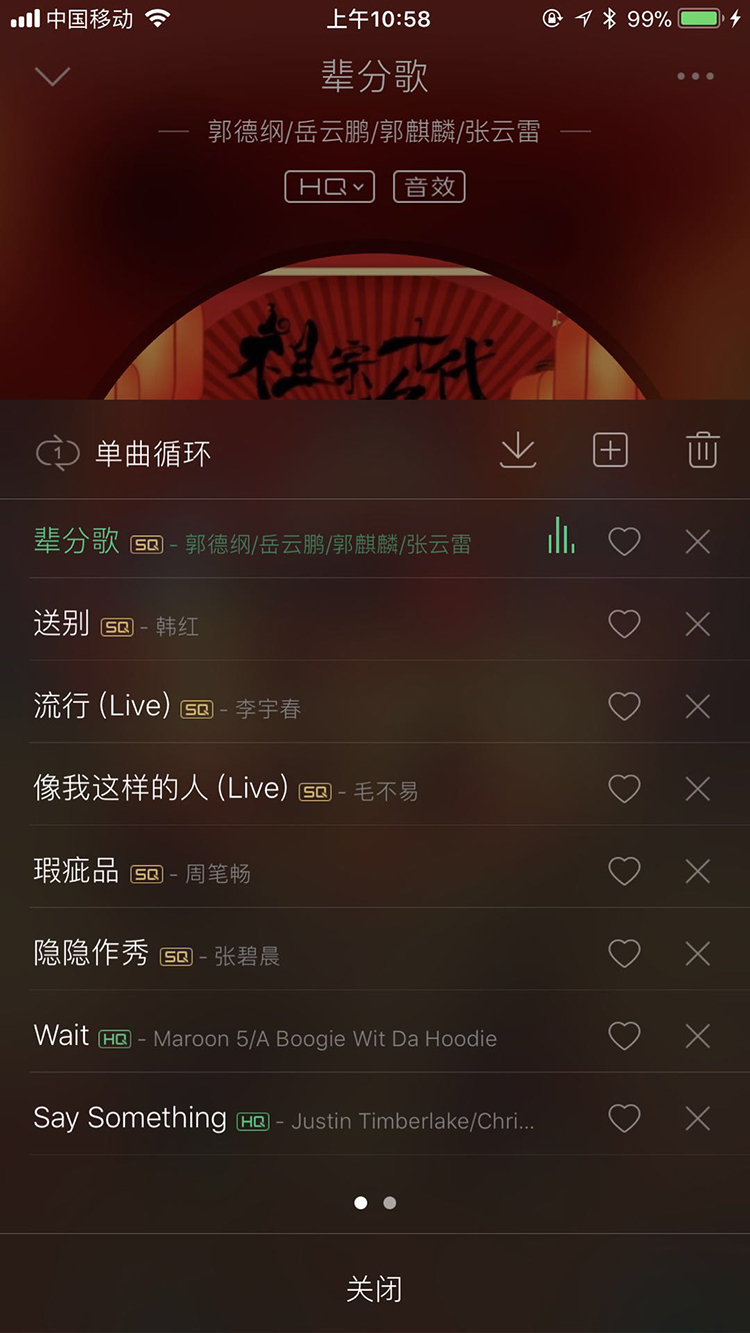 中国移动 上午10:58 99%
辈分歌
郭德纲/岳云鹏/郭麒麟/张云雷
HQ 音效
祖宗十代
1 单曲循环
辈分歌 SQ - 郭德纲/岳云鹏/郭麒麟/张云雷
送别 SQ - 韩红
流行 (Live) SQ - 李宇春
像我这样的人 (Live) SQ - 毛不易
瑕疵品 SQ - 周笔畅
隐隐作秀 SQ - 张碧晨
Wait HQ - Maroon 5/A Boogie Wit Da Hoodie
Say Something HQ - Justin Timberlake/Chri...
关闭